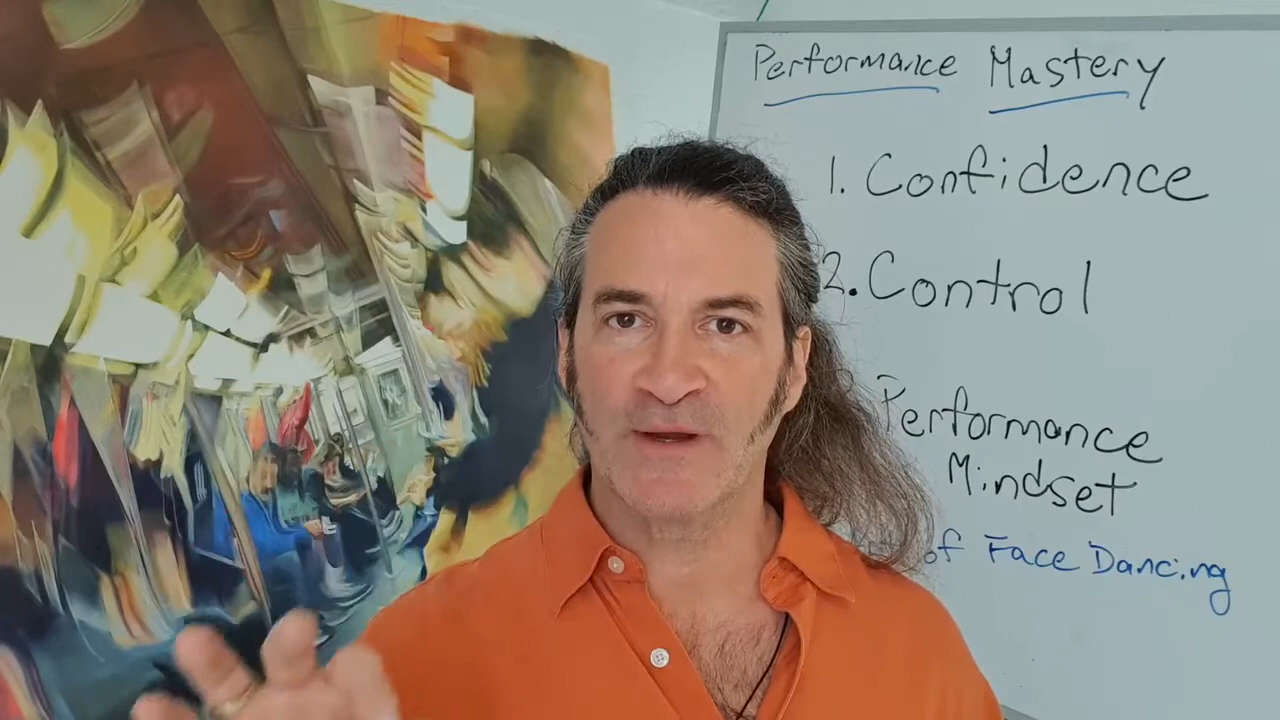 Performance Mastery
1. Confidence
2. Control
Performance
Mindset
of Face Dancing